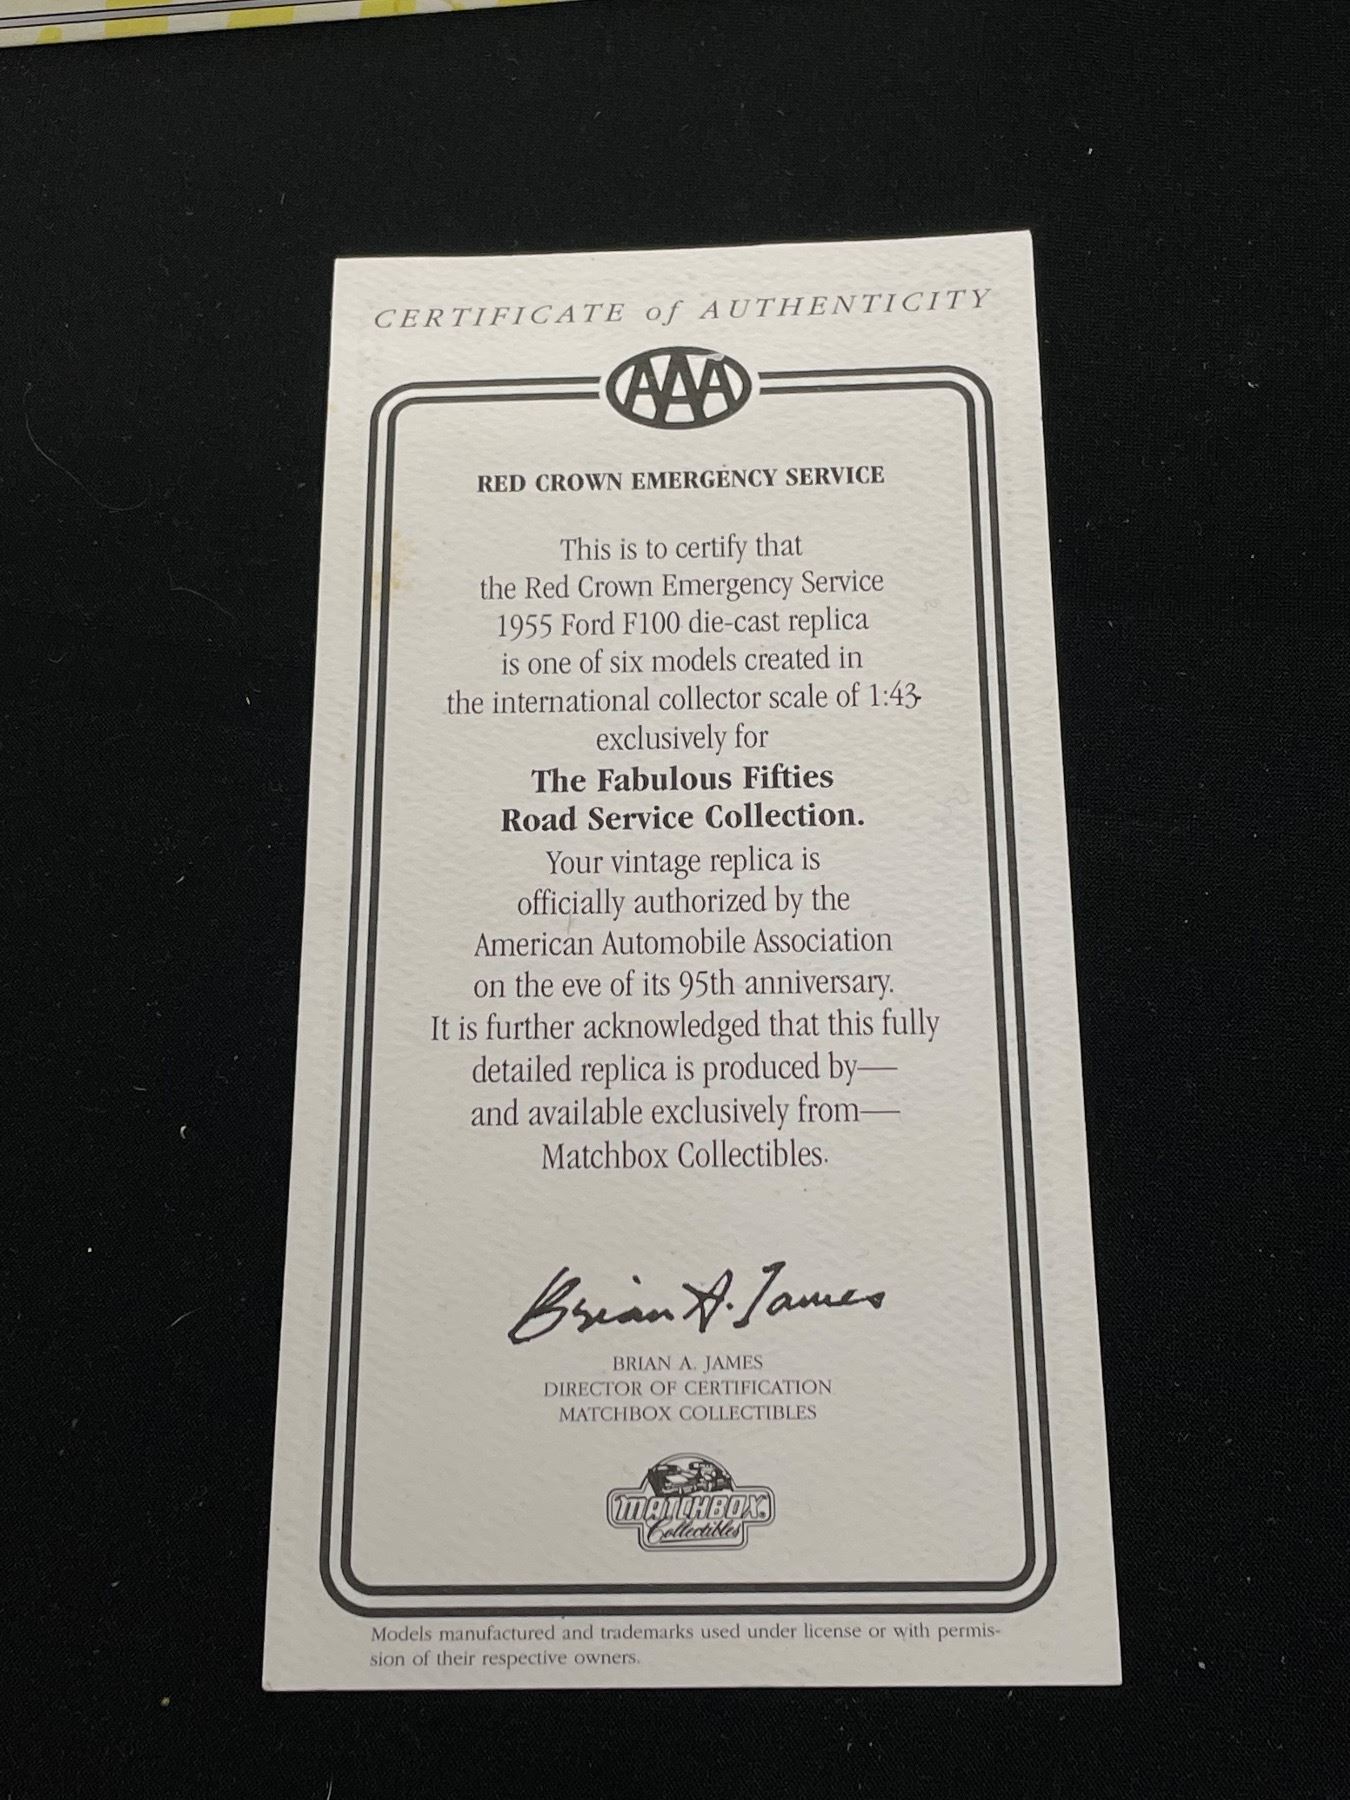 CERTIFICATE of AUTHENTICITY
AAA
RED CROWN EMERGENCY SERVICE
This is to certify that
the Red Crown Emergency Service
1955 Ford F100 die-cast replica
is one of six models created in
the international collector scale of 1:43
exclusively for
The Fabulous Fifties
Road Service Collection.
Your vintage replica is
officially authorized by the
American Automobile Association
on the eve of its 95th anniversary.
It is further acknowledged that this fully
detailed replica is produced by—
and available exclusively from—
Matchbox Collectibles.
Brian A. James
BRIAN A. JAMES
DIRECTOR OF CERTIFICATION
MATCHBOX COLLECTIBLES
MATCHBOX®
Collectibles
Models manufactured and trademarks used under license or with permis-
sion of their respective owners.